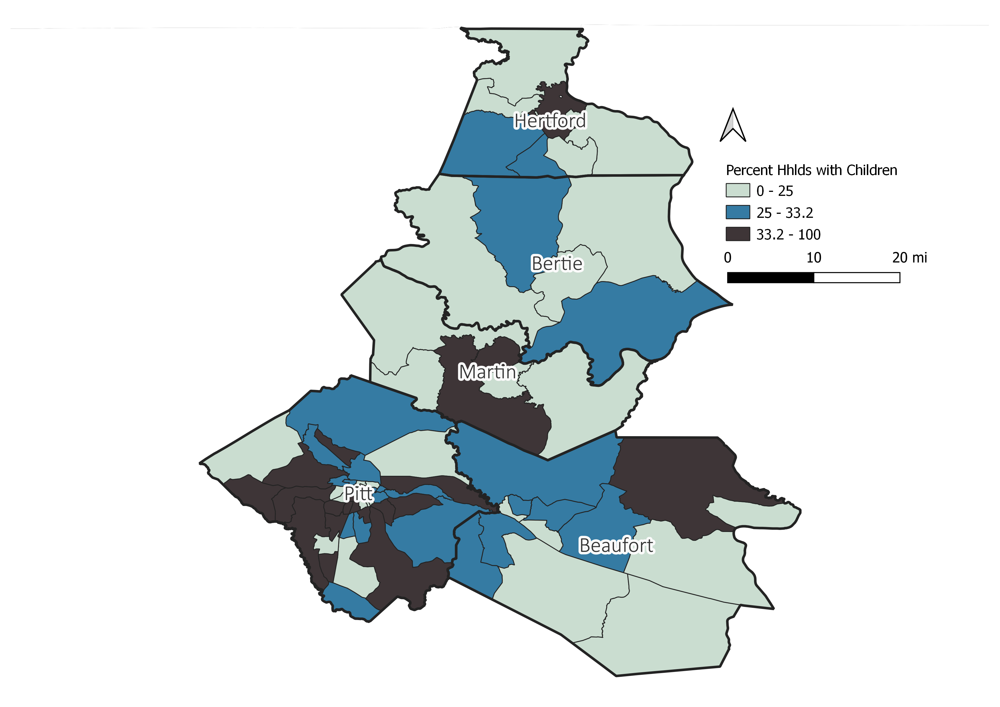 Hertford
Percent Hhlds with Children
0 - 25
25 - 33.2
33.2 - 100
0 10 20 mi
Bertie
Martin
Pitt
Beaufort